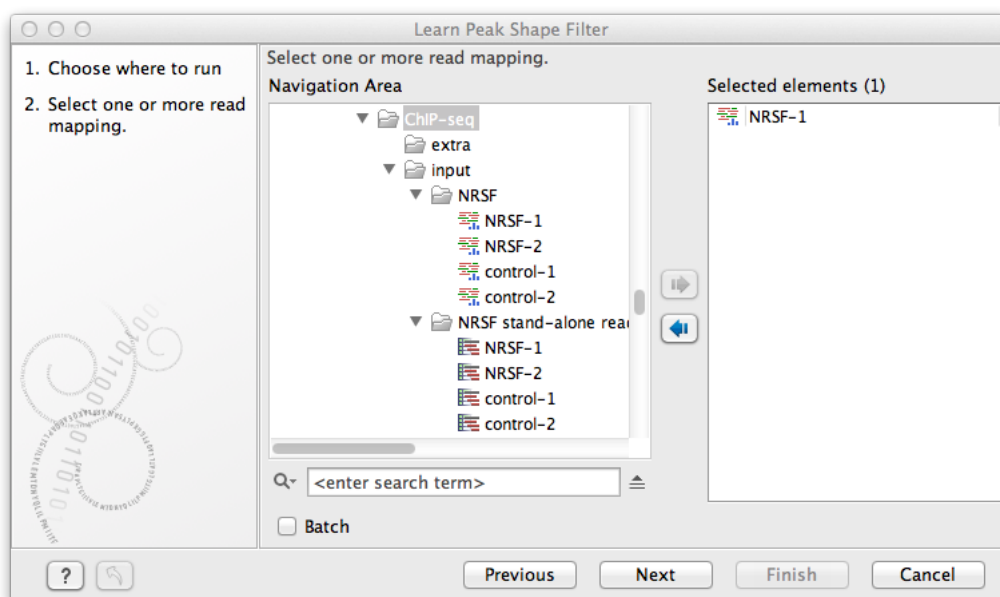 Learn Peak Shape Filter
1. Choose where to run
2. Select one or more read
mapping.
Select one or more read mapping.
Navigation Area
ChIP-seq
extra
input
NRSF
NRSF-1
NRSF-2
control-1
control-2
NRSF stand-alone
NRSF-1
NRSF-2
control-1
control-2
<enter search term>
Batch
Selected elements (1)
NRSF-1
?
Previous
Next
Finish
Cancel